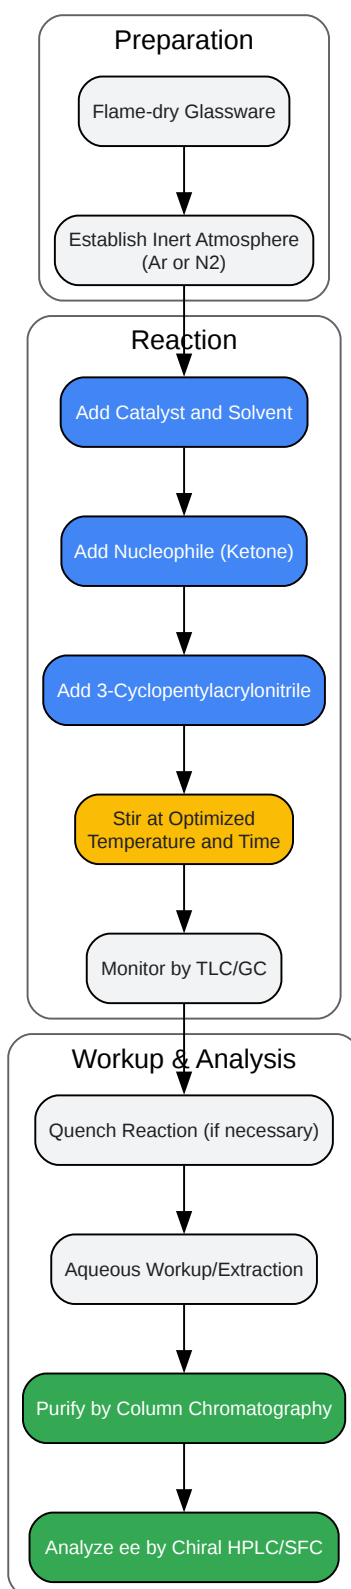 Preparation
Flame-dry Glassware
Establish Inert Atmosphere
(Ar or N2)
Reaction
Add Catalyst and Solvent
Add Nucleophile (Ketone)
Add 3-Cyclopentylacrylonitrile
Stir at Optimized
Temperature and Time
Monitor by TLC/GC
Workup & Analysis
Quench Reaction (if necessary)
Aqueous Workup/Extraction
Purify by Column Chromatography
Analyze ee by Chiral HPLC/SFC